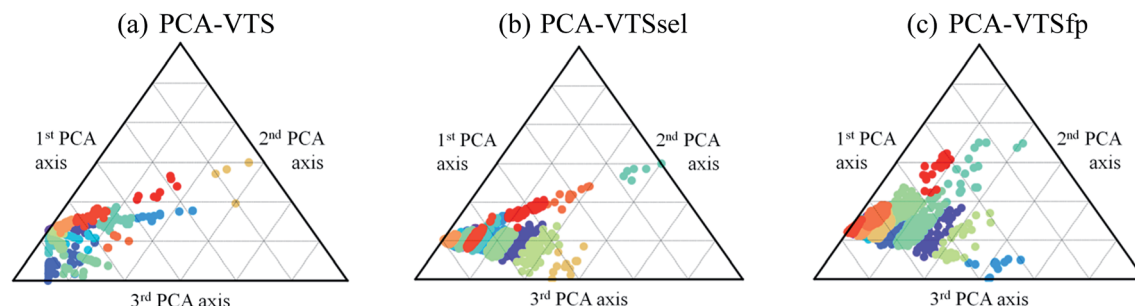 (a) PCA-VTS
(b) PCA-VTSsel
(c) PCA-VTSfp
1st PCA
axis
2nd PCA
axis
3rd PCA axis
1st PCA
axis
2nd PCA
axis
3rd PCA axis
1st PCA
axis
2nd PCA
axis
3rd PCA axis